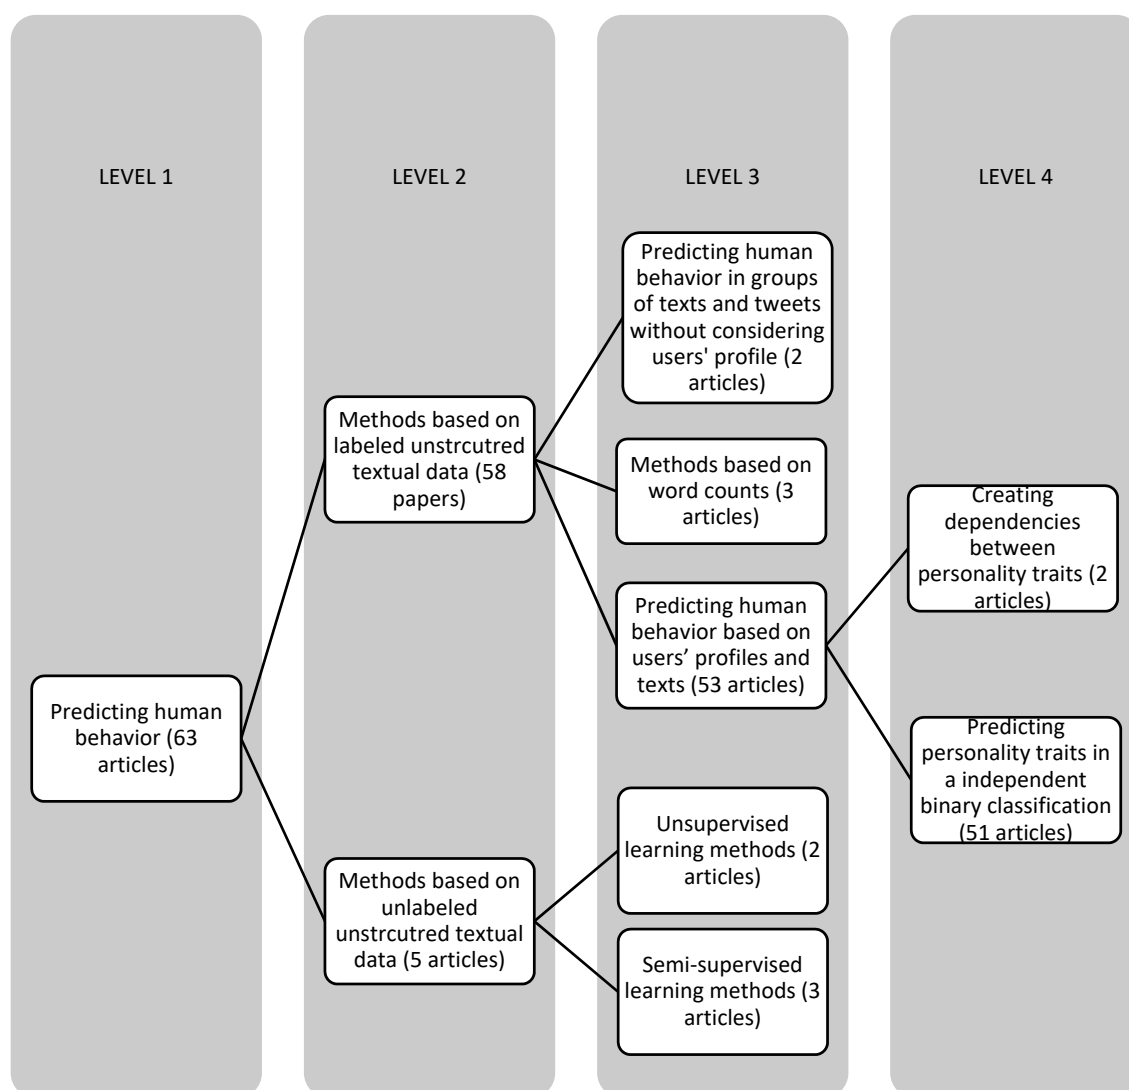 LEVEL 1
LEVEL 2
LEVEL 3
LEVEL 4
Predicting human
behavior (63
articles)
Methods based on
labeled unstrcutred
textual data (58
papers)
Methods based on
unlabeled
unstrcutred textual
data (5 articles)
Predicting human
behavior in groups
of texts and tweets
without considering
users' profile (2
articles)
Methods based on
word counts (3
articles)
Predicting human
behavior based on
users’ profiles and
texts (53 articles)
Unsupervised
learning methods (2
articles)
Semi-supervised
learning methods (3
articles)
Creating
dependencies
between
personality traits (2
articles)
Predicting
personality traits in
a independent
binary classification
(51 articles)